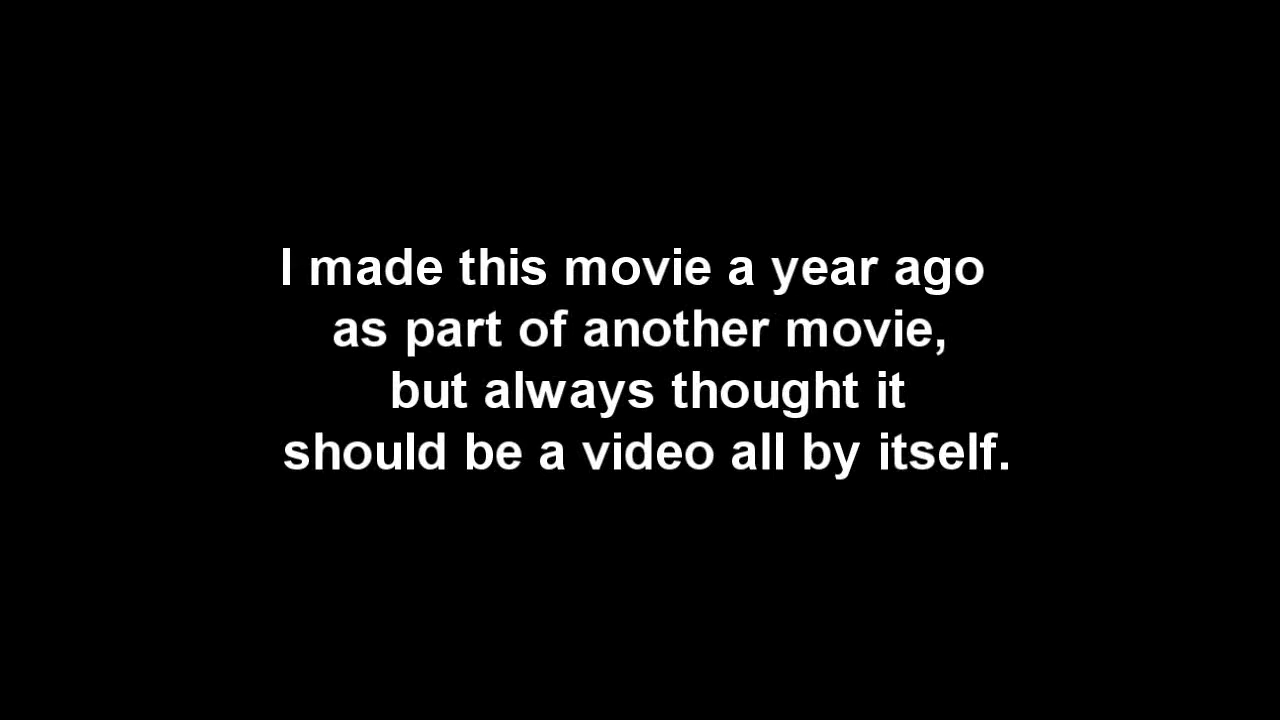 I made this movie a year ago
as part of another movie,
but always thought it
should be a video all by itself.